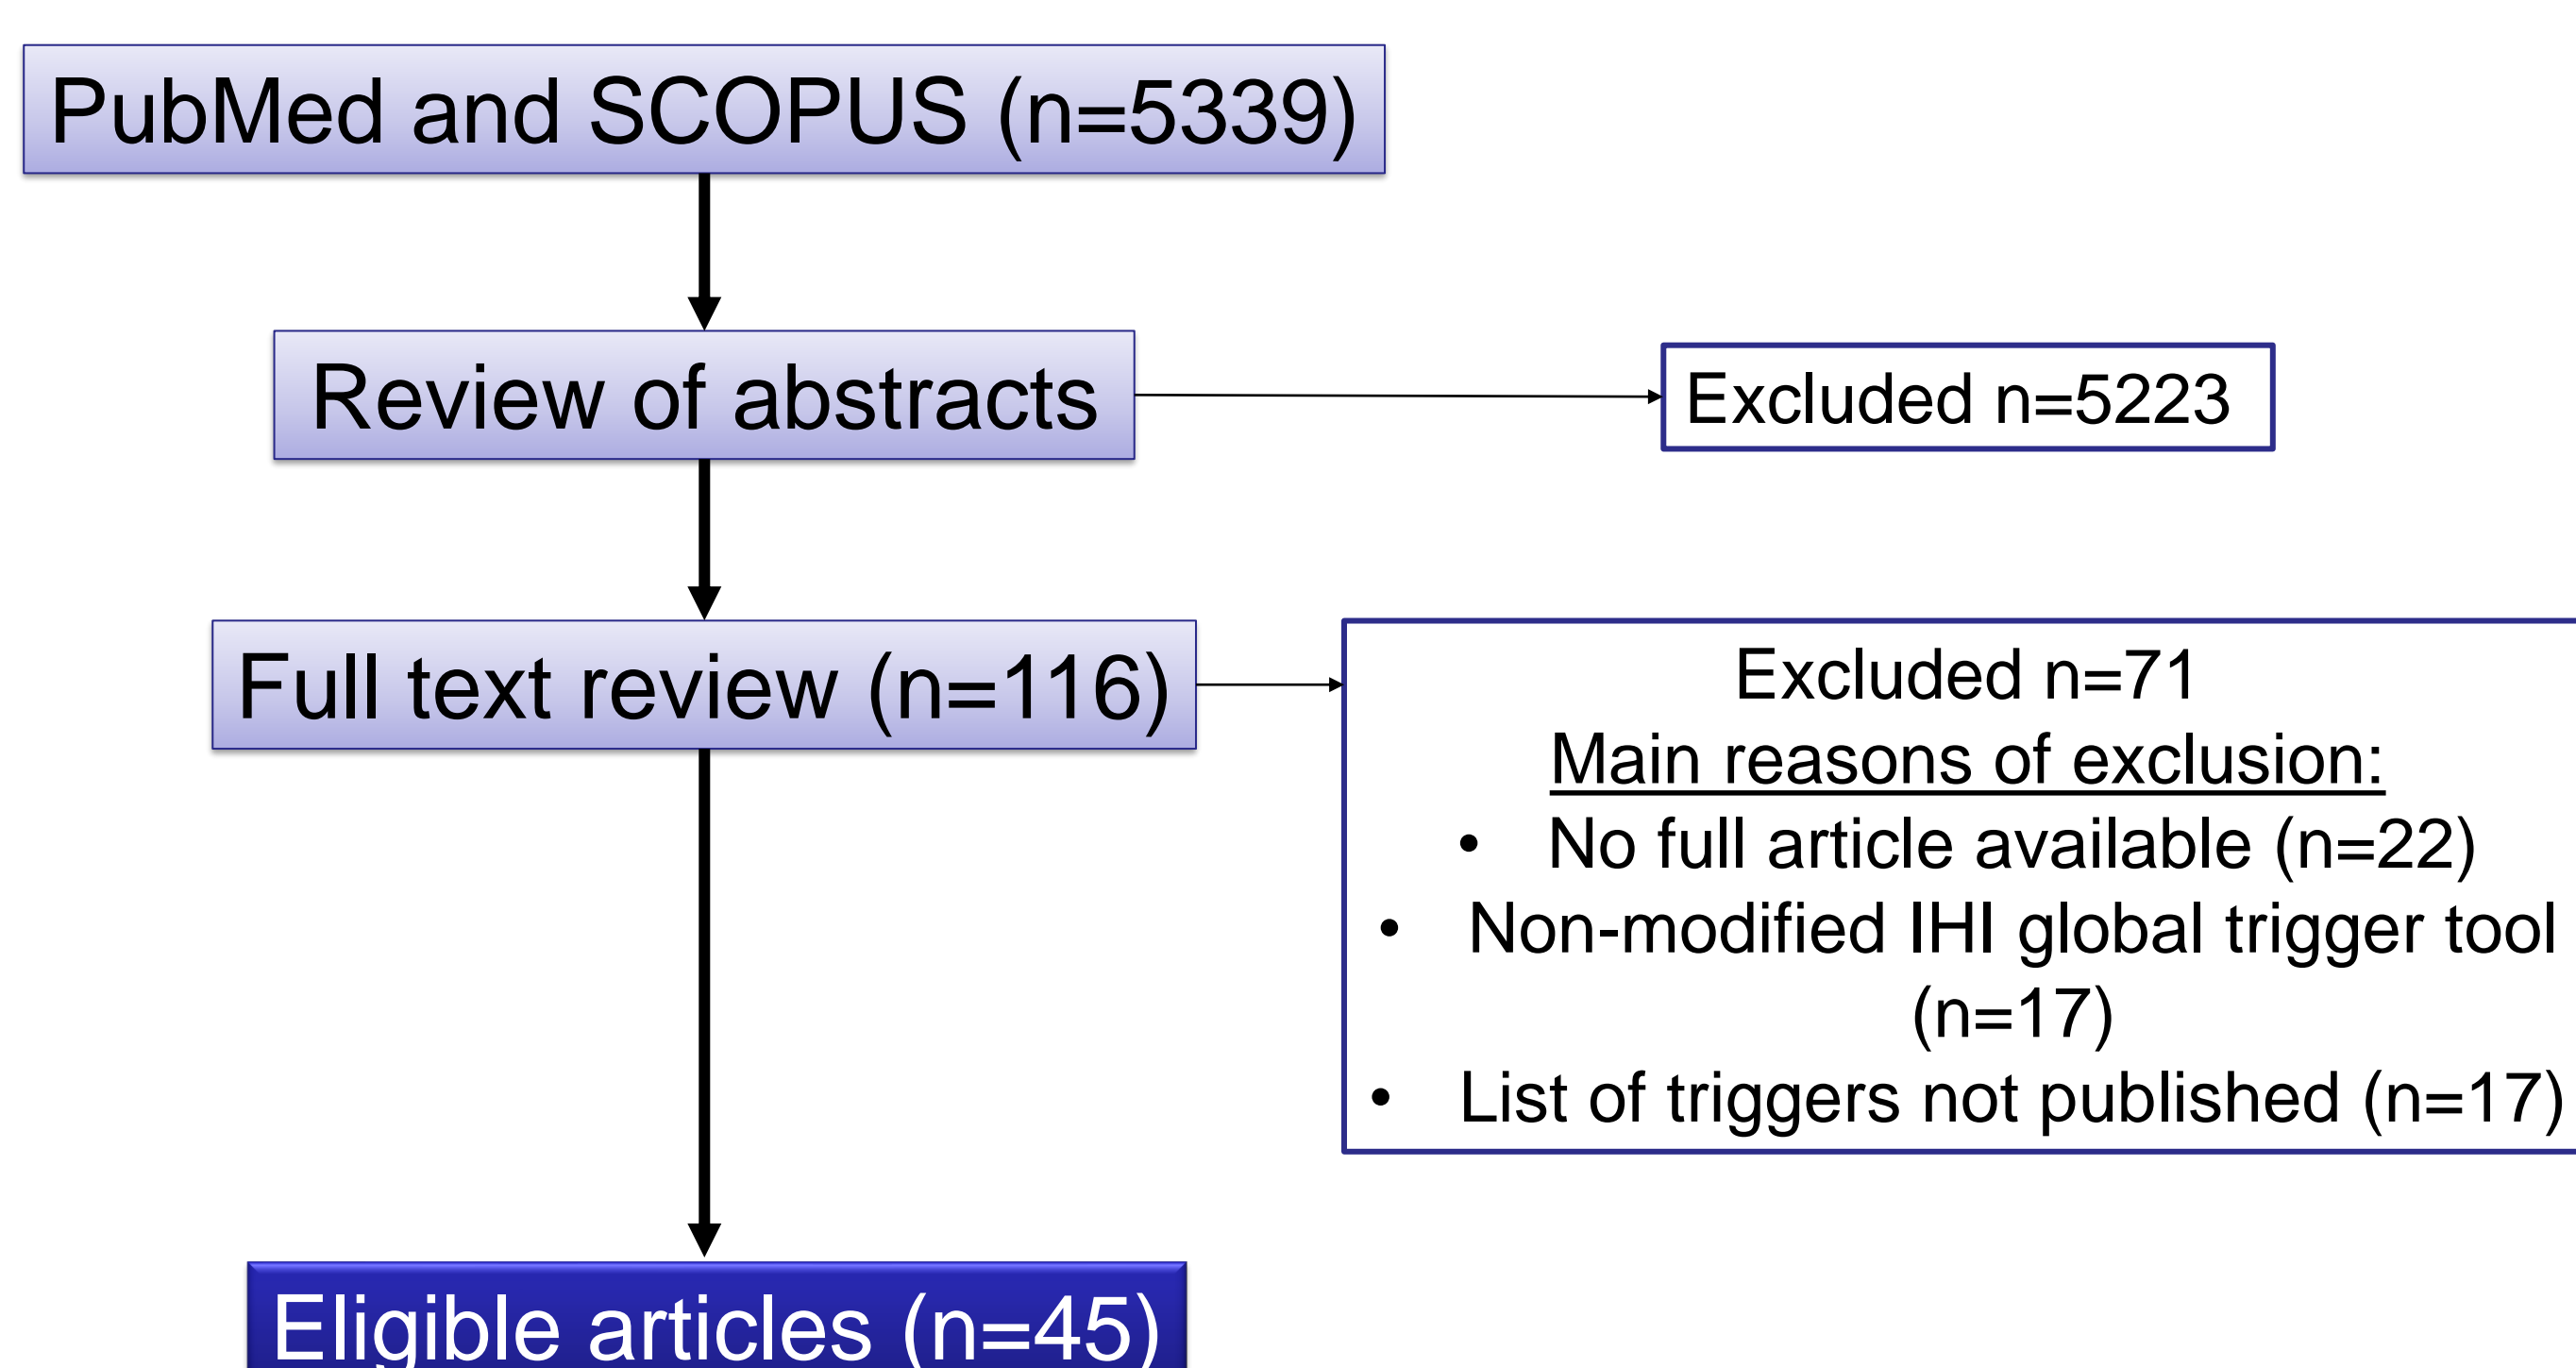 PubMed and SCOPUS (n=5339)
Review of abstracts
Excluded n=5223
Full text review (n=116)
Excluded n=71
Main reasons of exclusion:
• No full article available (n=22)
• Non-modified IHI global trigger tool
(n=17)
• List of triggers not published (n=17)
Eligible articles (n=45)